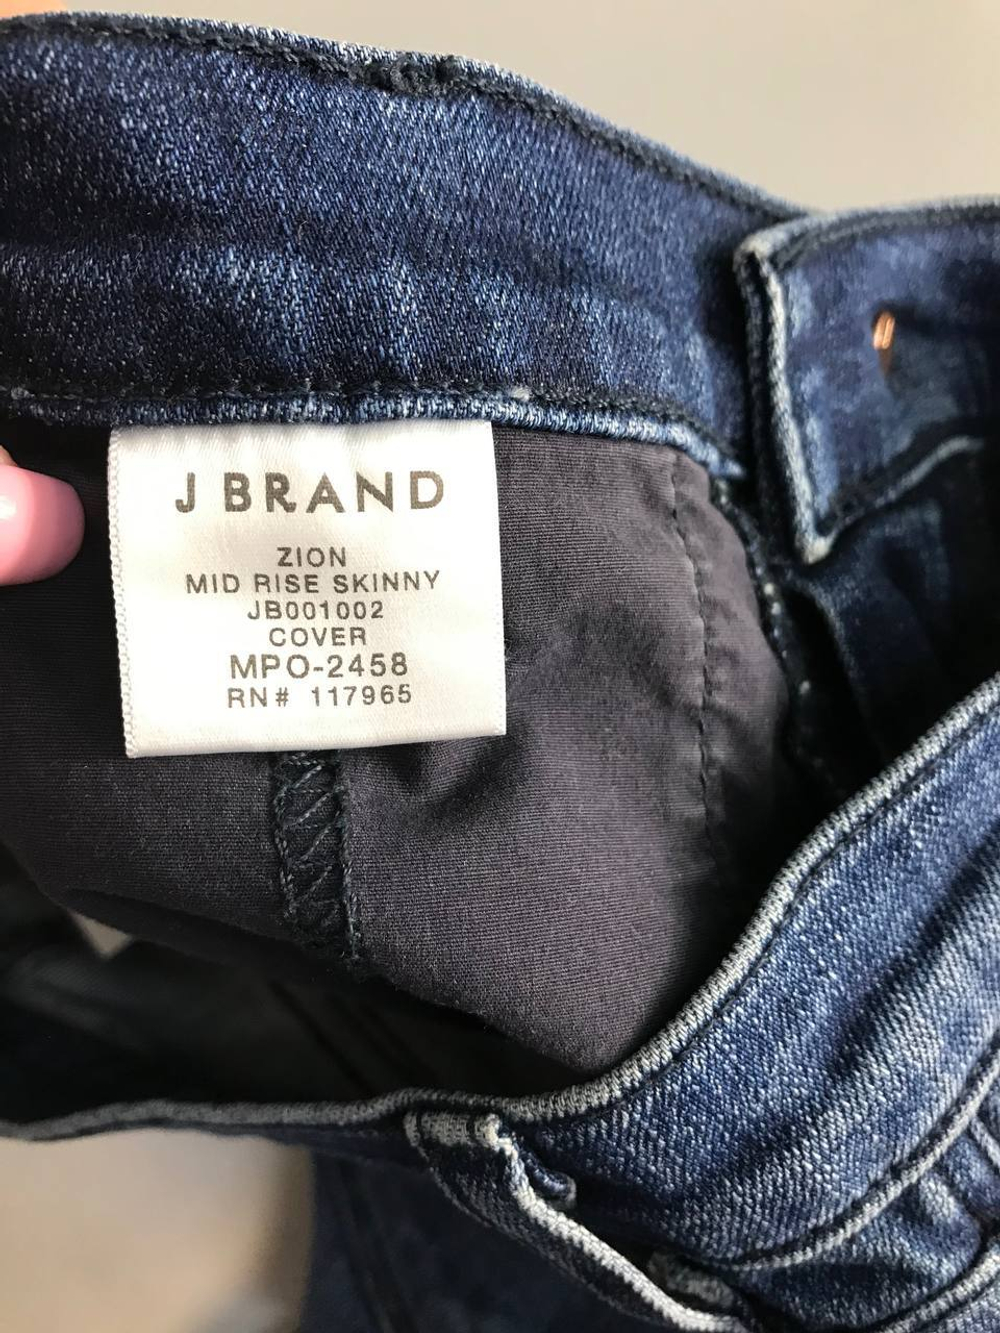 J BRAND
ZION
MID RISE SKINNY
JB001002
COVER
MPO-2458
RN# 117965